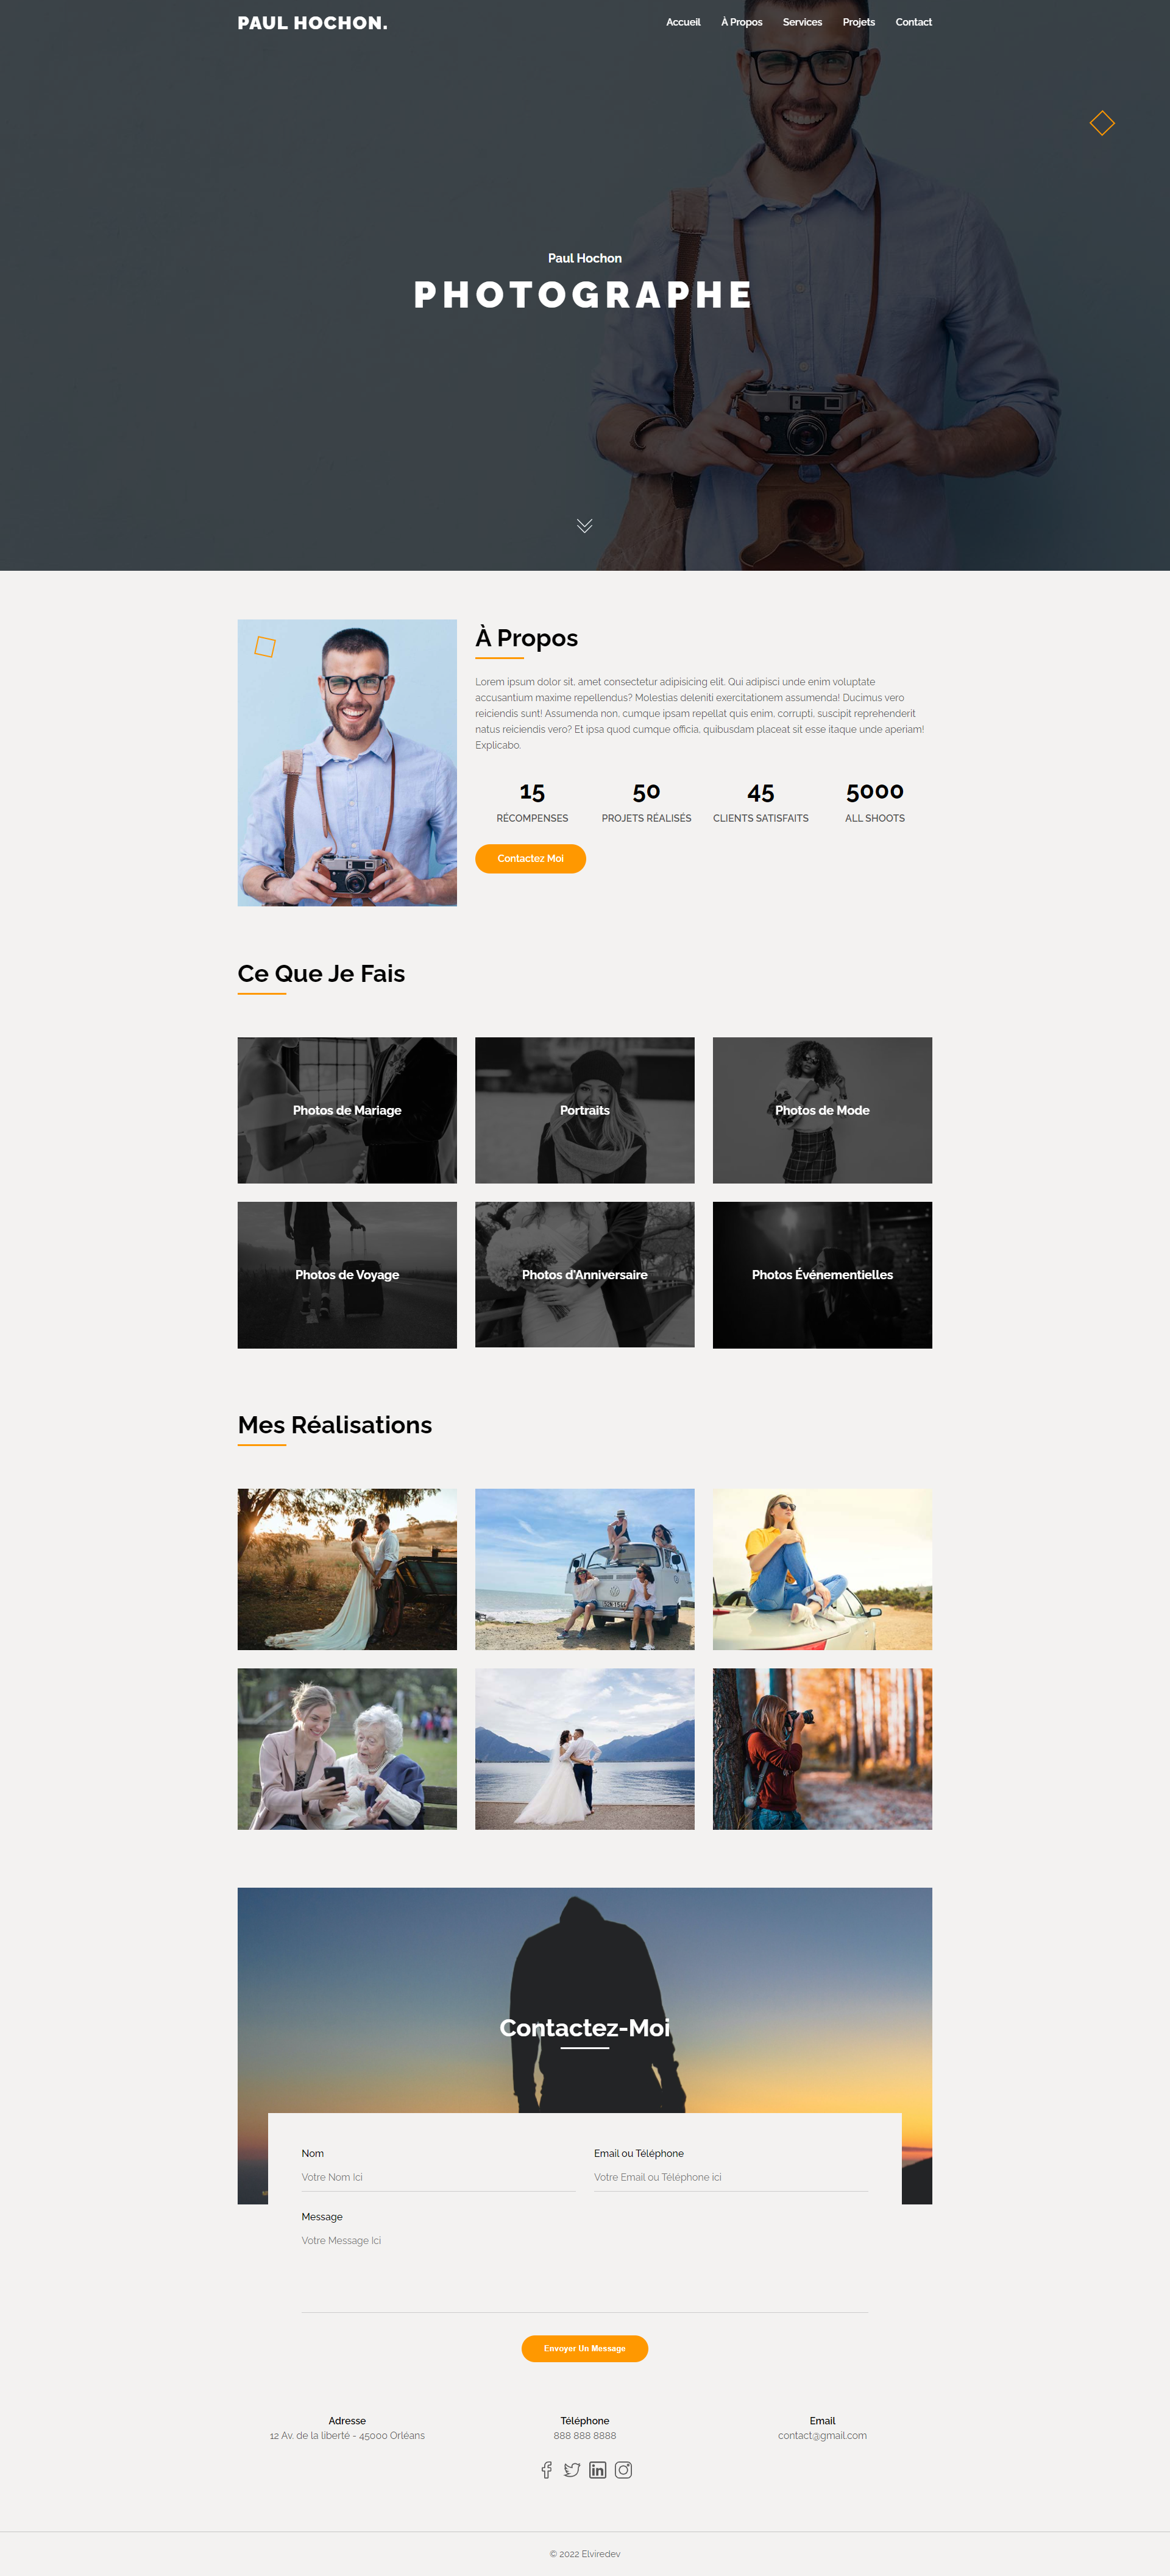 PAUL HOCHON.
Accueil À Propos Services Projets Contact
Paul Hochon
PHOTOGRAPHE
À Propos
Lorem ipsum dolor sit, amet consectetur adipisicing elit. Qui adipisci unde enim voluptate
accusantium maxime repellendus? Molestias deleniti exercitationem assumenda! Ducimus vero
reiciendis sunt! Assumenda non, cumque ipsam repellat quis enim, corrupti, suscipit reprehenderit
natus reiciendis vero? Et ipsa quod cumque officia, quibusdam placeat sit esse itaque unde aperiam!
Explicabo.
15 50 45 5000
RÉCOMPENSES PROJETS RÉALISÉS CLIENTS SATISFAITS ALL SHOOTS
Contactez Moi
Ce Que Je Fais
Photos de Mariage Portraits Photos de Mode
Photos de Voyage Photos d'Anniversaire Photos Événementielles
Mes Réalisations
Contactez-Moi
Nom Email ou Téléphone
Votre Nom Ici Votre Email ou Téléphone ici
Message
Votre Message Ici
Envoyer Un Message
Adresse Téléphone Email
12 Av. de la liberté - 45000 Orléans 888 888 8888 contact@gmail.com
© 2022 Elviredev